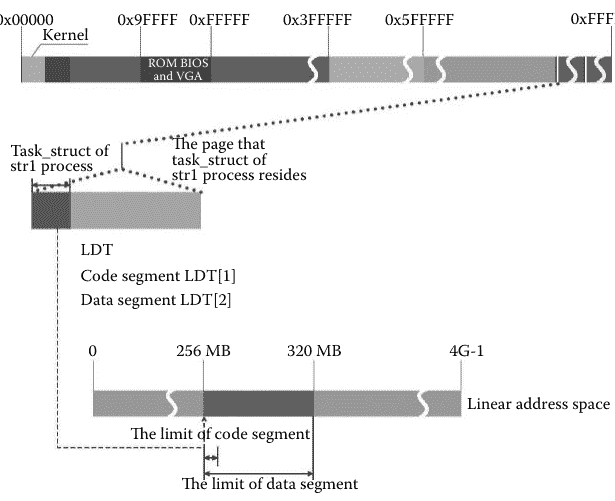 0x00000 0x9FFFF 0xFFFFF 0x3FFFFF 0x5FFFFF 0xFFF
Kernel
ROM BIOS
and VGA
Task_struct of
str1 process
The page that
task_struct of
str1 process resides
LDT
Code segment LDT[1]
Data segment LDT[2]
0 256 MB 320 MB 4G-1
Linear address space
The limit of code segment
The limit of data segment